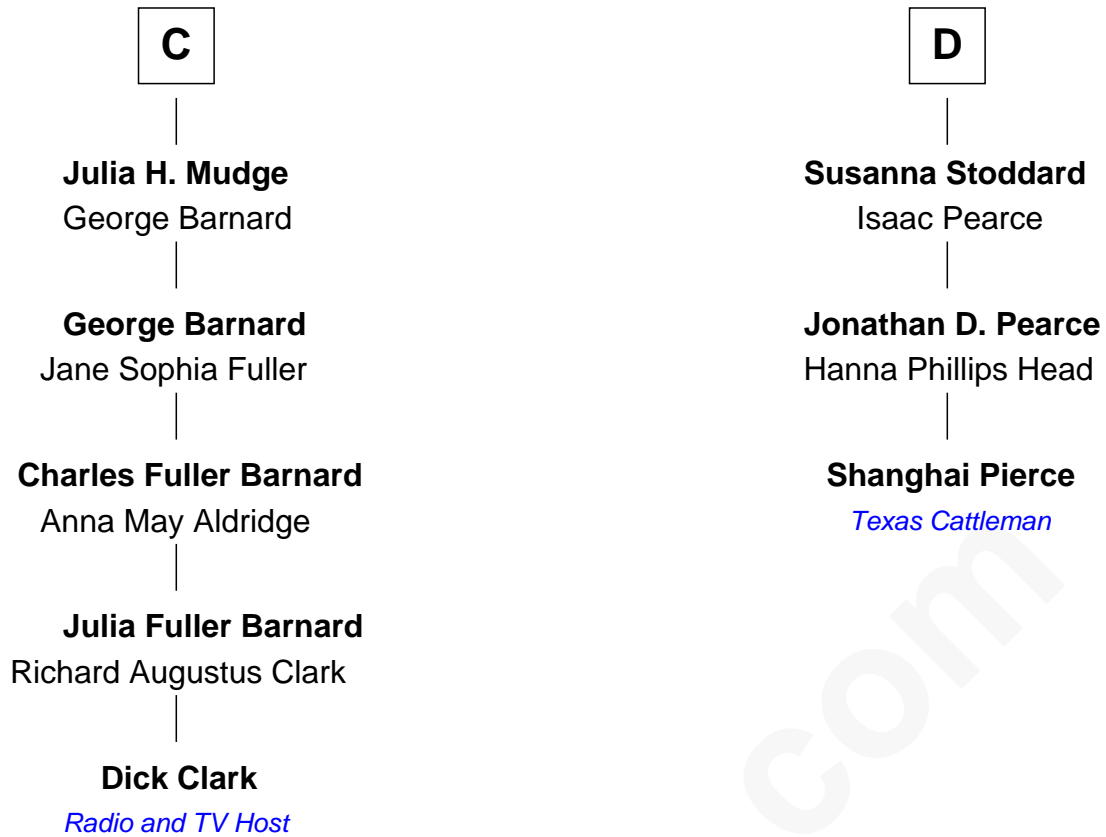 C
Julia H. Mudge
George Barnard
George Barnard
Jane Sophia Fuller
Charles Fuller Barnard
Anna May Aldridge
Julia Fuller Barnard
Richard Augustus Clark
Dick Clark
Radio and TV Host
D
Susanna Stoddard
Isaac Pearce
Jonathan D. Pearce
Hanna Phillips Head
Shanghai Pierce
Texas Cattleman
com